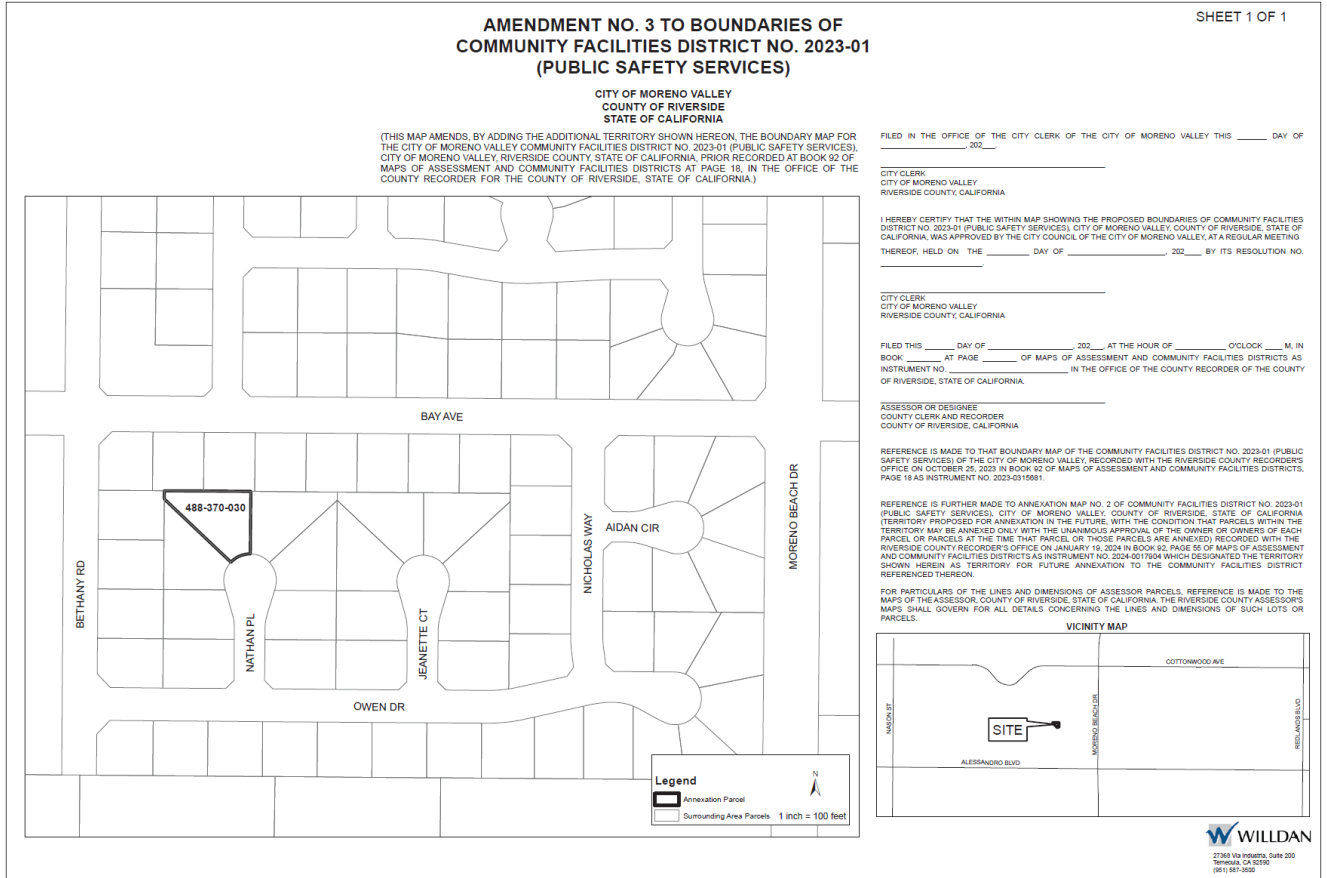 SHEET 1 OF 1
AMENDMENT NO. 3 TO BOUNDARIES OF
COMMUNITY FACILITIES DISTRICT NO. 2023-01
(PUBLIC SAFETY SERVICES)
CITY OF MORENO VALLEY
COUNTY OF RIVERSIDE
STATE OF CALIFORNIA
(THIS MAP AMENDS, BY ADDING THE ADDITIONAL TERRITORY SHOWN HEREON, THE BOUNDARY MAP FOR
THE CITY OF MORENO VALLEY COMMUNITY FACILITIES DISTRICT NO. 2023-01 (PUBLIC SAFETY SERVICES),
CITY OF MORENO VALLEY, RIVERSIDE COUNTY, STATE OF CALIFORNIA, PRIOR RECORDED AT BOOK 92 OF
MAPS OF ASSESSMENT AND COMMUNITY FACILITIES DISTRICTS AT PAGE 18, IN THE OFFICE OF THE
COUNTY RECORDER FOR THE COUNTY OF RIVERSIDE, STATE OF CALIFORNIA.)
BAY AVE
488-370-030
BETHANY RD
NATHAN PL
JEANETTE CT
NICHOLAS WAY
AIDAN CIR
MORENO BEACH DR
OWEN DR
Legend
Annexation Parcel
Surrounding Area Parcels
N
1 inch = 100 feet
FILED IN THE OFFICE OF THE CITY CLERK OF THE CITY OF MORENO VALLEY THIS ______ DAY OF
_________________, 202___.
CITY CLERK
CITY OF MORENO VALLEY
RIVERSIDE COUNTY, CALIFORNIA
I HEREBY CERTIFY THAT THE WITHIN MAP SHOWING THE PROPOSED BOUNDARIES OF COMMUNITY FACILITIES
DISTRICT NO. 2023-01 (PUBLIC SAFETY SERVICES), CITY OF MORENO VALLEY, COUNTY OF RIVERSIDE, STATE OF
CALIFORNIA, WAS APPROVED BY THE CITY COUNCIL OF THE CITY OF MORENO VALLEY, AT A REGULAR MEETING
THEREOF, HELD ON THE ________ DAY OF ___________________, 202___ BY ITS RESOLUTION NO.
____________________.
CITY CLERK
CITY OF MORENO VALLEY
RIVERSIDE COUNTY, CALIFORNIA
FILED THIS ______ DAY OF _________________, 202___, AT THE HOUR OF __________ O'CLOCK ____ M, IN
BOOK _______ AT PAGE _______ OF MAPS OF ASSESSMENT AND COMMUNITY FACILITIES DISTRICTS AS
INSTRUMENT NO. ________________________ IN THE OFFICE OF THE COUNTY RECORDER OF THE COUNTY
OF RIVERSIDE, STATE OF CALIFORNIA.
ASSESSOR OR DESIGNEE
COUNTY CLERK AND RECORDER
COUNTY OF RIVERSIDE, CALIFORNIA
REFERENCE IS MADE TO THAT BOUNDARY MAP OF THE COMMUNITY FACILITIES DISTRICT NO. 2023-01 (PUBLIC
SAFETY SERVICES) OF THE CITY OF MORENO VALLEY, RECORDED WITH THE RIVERSIDE COUNTY RECORDER'S
OFFICE ON OCTOBER 25, 2023 IN BOOK 92 OF MAPS OF ASSESSMENT AND COMMUNITY FACILITIES DISTRICTS,
PAGE 18 AS INSTRUMENT NO. 2023-0315681.
REFERENCE IS FURTHER MADE TO ANNEXATION MAP NO. 2 OF COMMUNITY FACILITIES DISTRICT NO. 2023-01
(PUBLIC SAFETY SERVICES), CITY OF MORENO VALLEY, COUNTY OF RIVERSIDE, STATE OF CALIFORNIA
(TERRITORY PROPOSED FOR ANNEXATION IN THE FUTURE, WITH THE CONDITION THAT PARCELS WITHIN THE
TERRITORY MAY BE ANNEXED ONLY WITH THE UNANIMOUS APPROVAL OF THE OWNER OR OWNERS OF EACH
PARCEL OR PARCELS AT THE TIME THAT PARCEL OR THOSE PARCELS ARE ANNEXED) RECORDED WITH THE
RIVERSIDE COUNTY RECORDER'S OFFICE ON JANUARY 19, 2024 IN BOOK 92, PAGE 55 OF MAPS OF ASSESSMENT
AND COMMUNITY FACILITIES DISTRICTS AS INSTRUMENT NO. 2024-0017904 WHICH DESIGNATED THE TERRITORY
SHOWN HEREIN AS TERRITORY FOR FUTURE ANNEXATION TO THE COMMUNITY FACILITIES DISTRICT
REFERENCED THEREON.
FOR PARTICULARS OF THE LINES AND DIMENSIONS OF ASSESSOR PARCELS, REFERENCE IS MADE TO THE
MAPS OF THE ASSESSOR, COUNTY OF RIVERSIDE, STATE OF CALIFORNIA. THE RIVERSIDE COUNTY ASSESSOR'S
MAPS SHALL GOVERN FOR ALL DETAILS CONCERNING THE LINES AND DIMENSIONS OF SUCH LOTS OR
PARCELS.
VICINITY MAP
COTTONWOOD AVE
NASON ST
SITE
MORENO BEACH DR
REDLANDS BLVD
ALESSANDRO BLVD
WILLDAN
27368 Via Industria, Suite 200
Temecula, CA 92590
(951) 587-3500